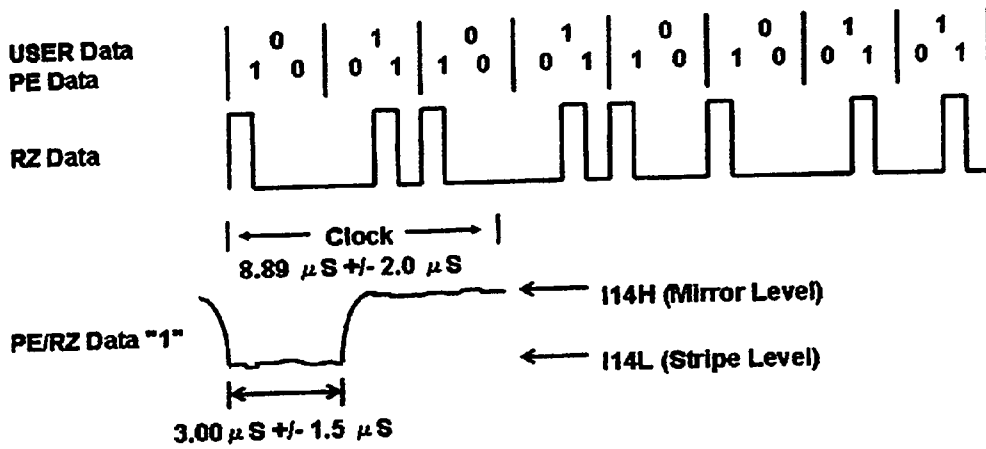 USER Data 0 1 0 1 0 0 1 1
PE Data 1 0 0 1 1 0 0 1 1 0 1 0 0 1 0 1
RZ Data
Clock
8.89 μS +/- 2.0 μS
I14H (Mirror Level)
PE/RZ Data "1"
I14L (Stripe Level)
3.00 μS +/- 1.5 μS